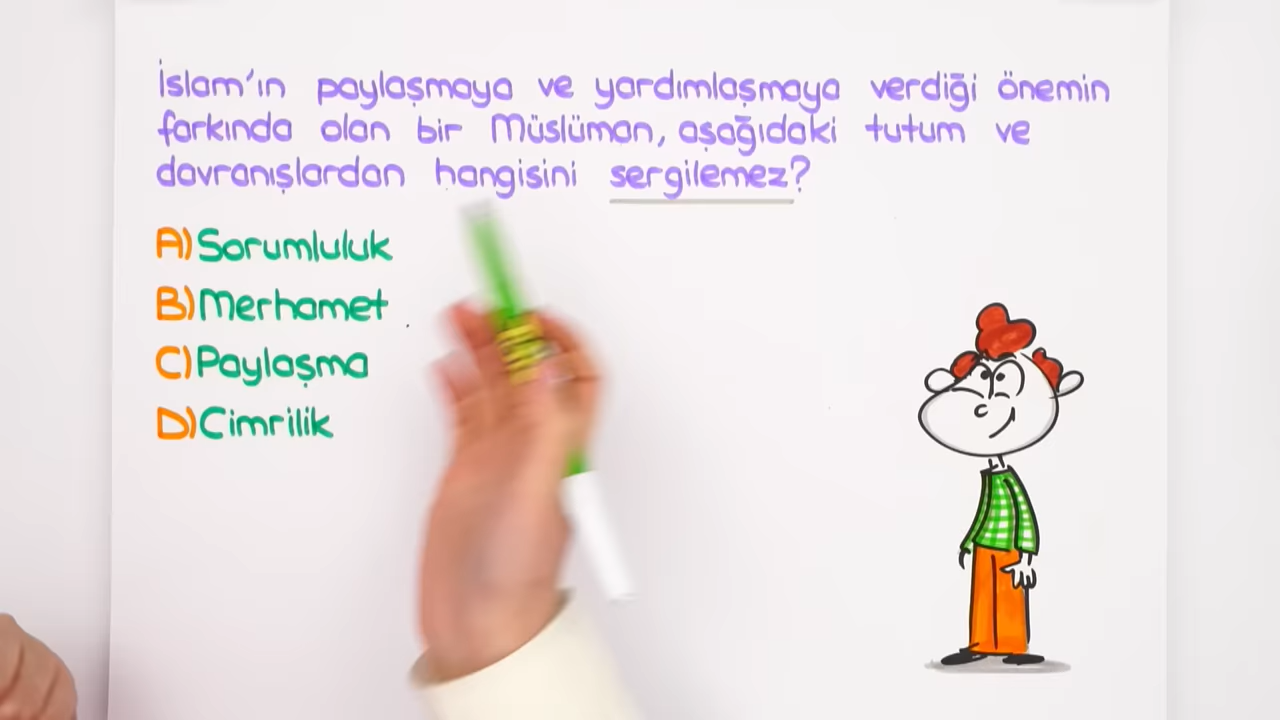 İslam'ın paylaşmaya ve yardımlaşmaya verdiği önemin
farkında olan bir Müslüman, aşağıdaki tutum ve
davranışlardan hangisini sergilemez?
A) Sorumluluk
B) Merhamet
C) Paylaşma
D) Cimrilik